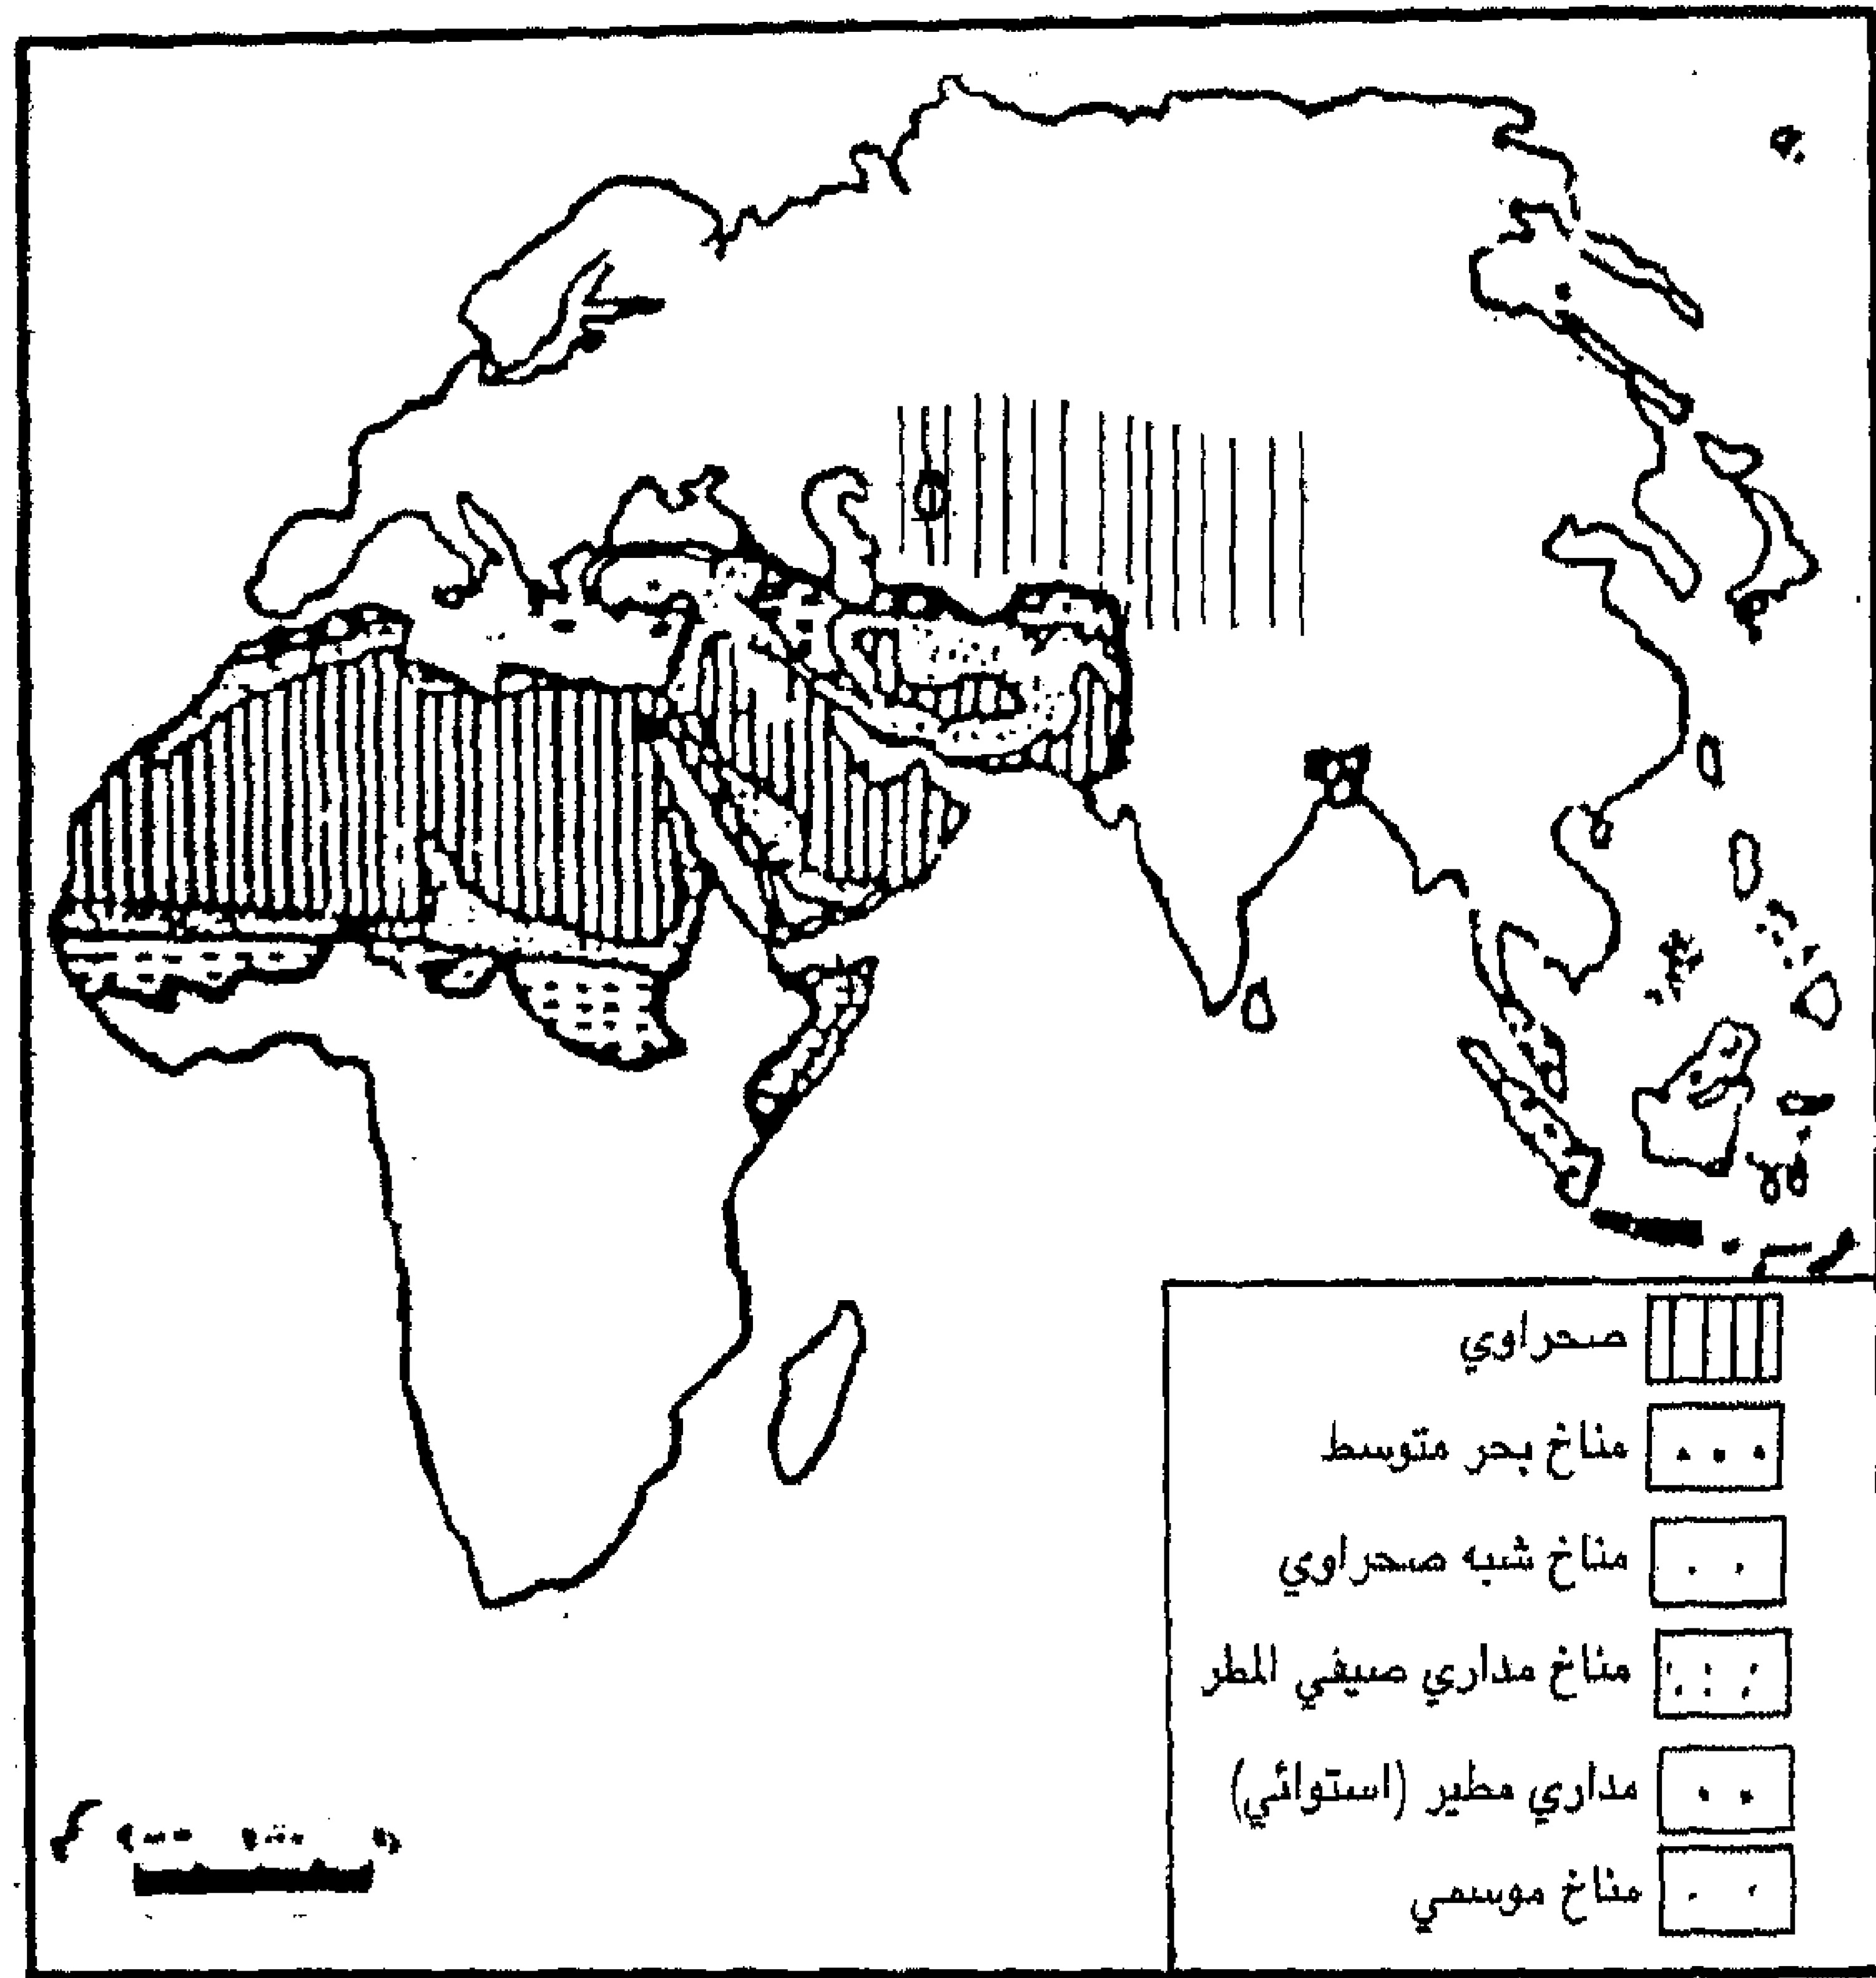 صحراوي
مناخ بحر متوسط
مناخ شبه صحراوي
مناخ مداري صيفي المطر
مداري مطير (استوائي)
مناخ موسمي